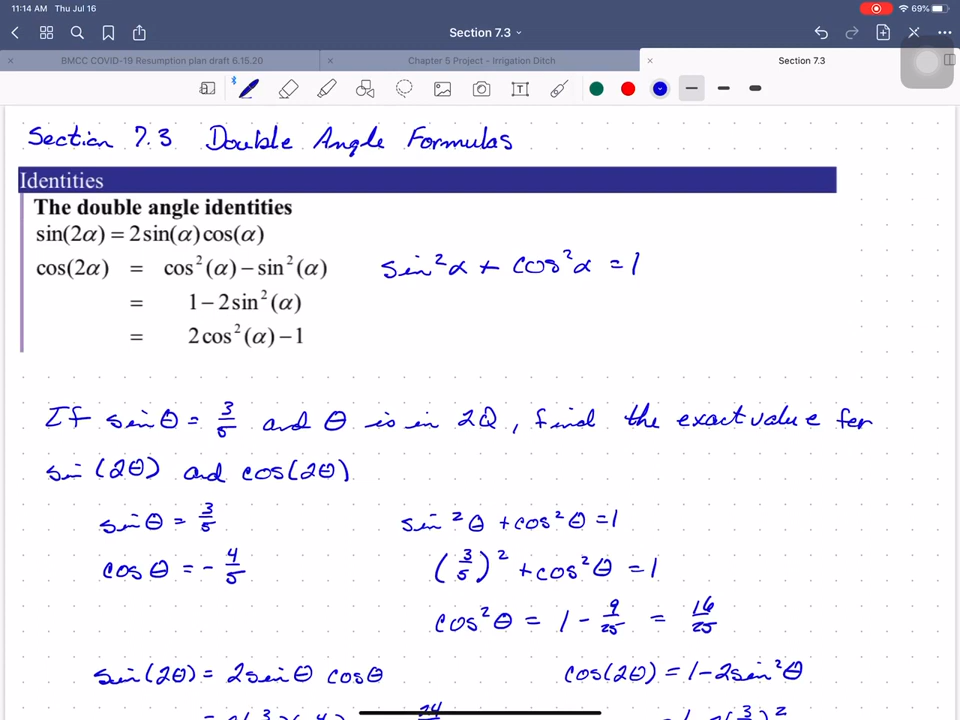 11:14 AM Thu Jul 16
69%
Section 7.3
BMCC COVID-19 Resumption plan draft 6.15.20
Chapter 5 Project - Irrigation Ditch
Section 7.3
Section 7.3 Double Angle Formulas
Identities
The double angle identities
sin(2α) = 2sin(α)cos(α)
cos(2α) = cos²(α) − sin²(α)
sin²α + cos²α = 1
= 1 − 2sin²(α)
= 2cos²(α) − 1
If sinθ = 3/5 and θ is in 2Q, find the exact value for
sin(2θ) and cos(2θ)
sinθ = 3/5
sin²θ + cos²θ = 1
cosθ = - 4/5
(3/5)² + cos²θ = 1
cos²θ = 1 - 9/25 = 16/25
sin(2θ) = 2sinθ cosθ
cos(2θ) = 1 - 2sin²θ